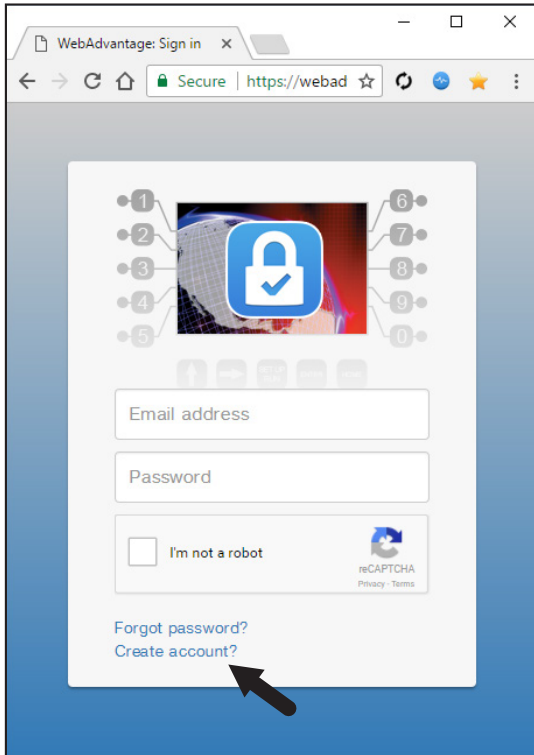 WebAdvantage: Sign in
Secure | https://webad
1 6
2 7
3 8
4 9
5 0
Email address
Password
I'm not a robot
reCAPTCHA
Privacy - Terms
Forgot password?
Create account?